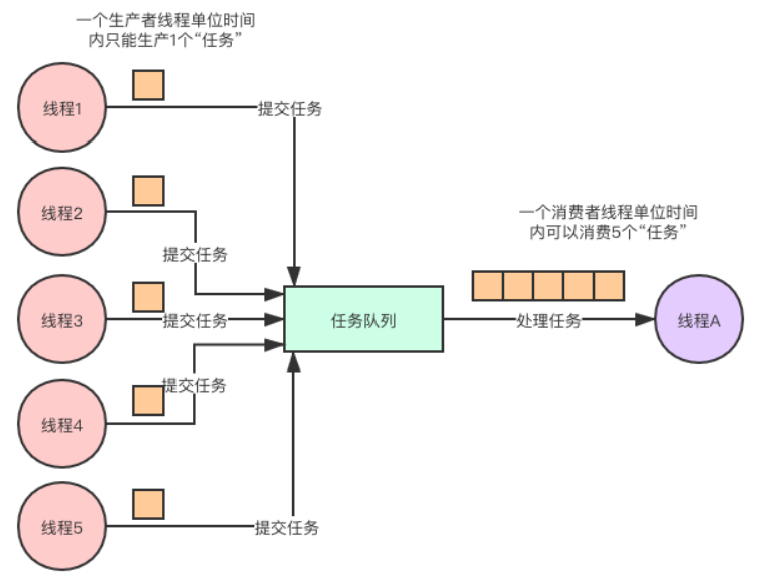 一个生产者线程单位时间
内只能生产1个“任务”
线程1
提交任务
线程2
提交任务
一个消费者线程单位时间
内可以消费5个“任务”
线程3
提交任务
任务队列
处理任务
线程A
提交任务
线程4
线程5
提交任务